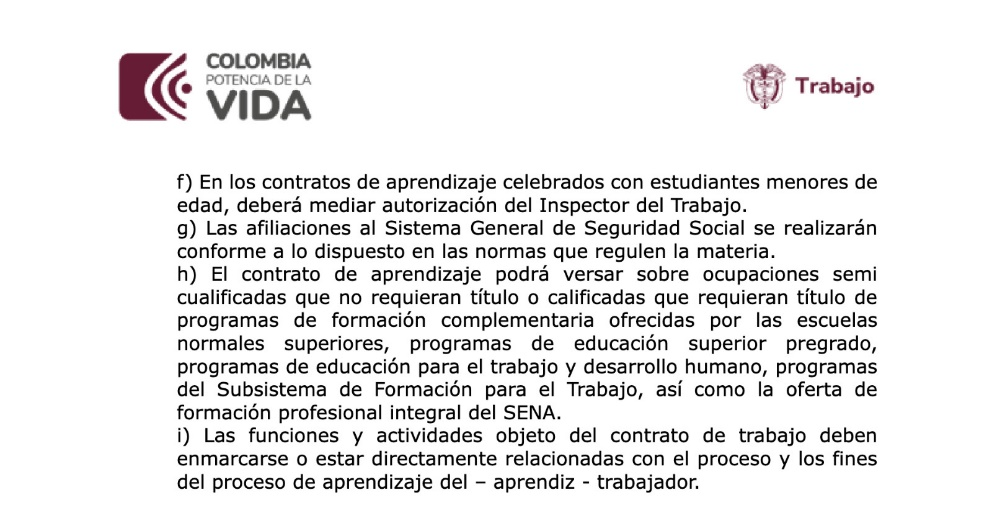 COLOMBIA
POTENCIA DE LA
VIDA
Trabajo
f) En los contratos de aprendizaje celebrados con estudiantes menores de
edad, deberá mediar autorización del Inspector del Trabajo.
g) Las afiliaciones al Sistema General de Seguridad Social se realizarán
conforme a lo dispuesto en las normas que regulen la materia.
h) El contrato de aprendizaje podrá versar sobre ocupaciones semi
cualificadas que no requieran título o calificadas que requieran título de
programas de formación complementaria ofrecidas por las escuelas
normales superiores, programas de educación superior pregrado,
programas de educación para el trabajo y desarrollo humano, programas
del Subsistema de Formación para el Trabajo, así como la oferta de
formación profesional integral del SENA.
i) Las funciones y actividades objeto del contrato de trabajo deben
enmarcarse o estar directamente relacionadas con el proceso y los fines
del proceso de aprendizaje del – aprendiz - trabajador.